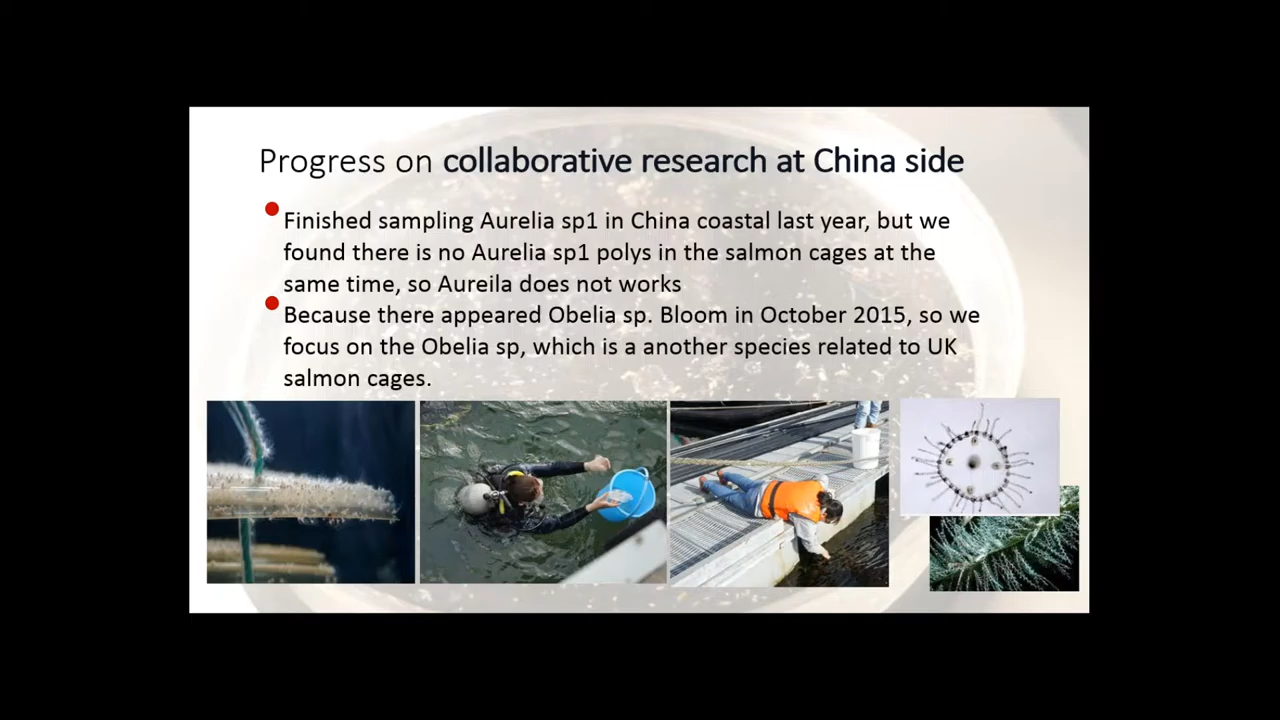 Progress on collaborative research at China side
Finished sampling Aurelia sp1 in China coastal last year, but we
found there is no Aurelia sp1 polys in the salmon cages at the
same time, so Aureila does not works
Because there appeared Obelia sp. Bloom in October 2015, so we
focus on the Obelia sp, which is a another species related to UK
salmon cages.